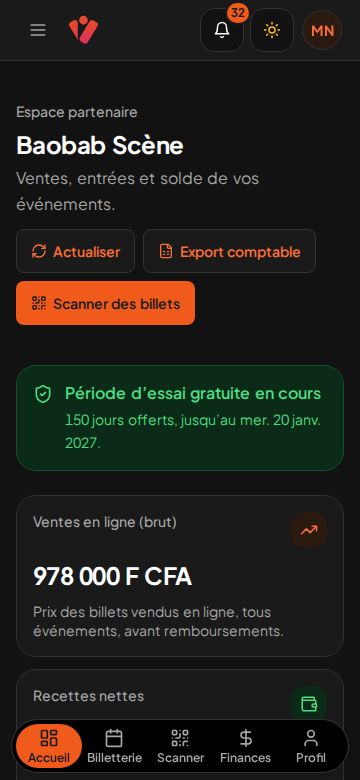 32
MN
Espace partenaire
Baobab Scène
Ventes, entrées et solde de vos
événements.
Actualiser
Export comptable
Scanner des billets
Période d’essai gratuite en cours
150 jours offerts, jusqu’au mer. 20 janv.
2027.
Ventes en ligne (brut)
978 000 F CFA
Prix des billets vendus en ligne, tous
événements, avant remboursements.
Recettes nettes
Accueil
Billetterie
Scanner
Finances
Profil